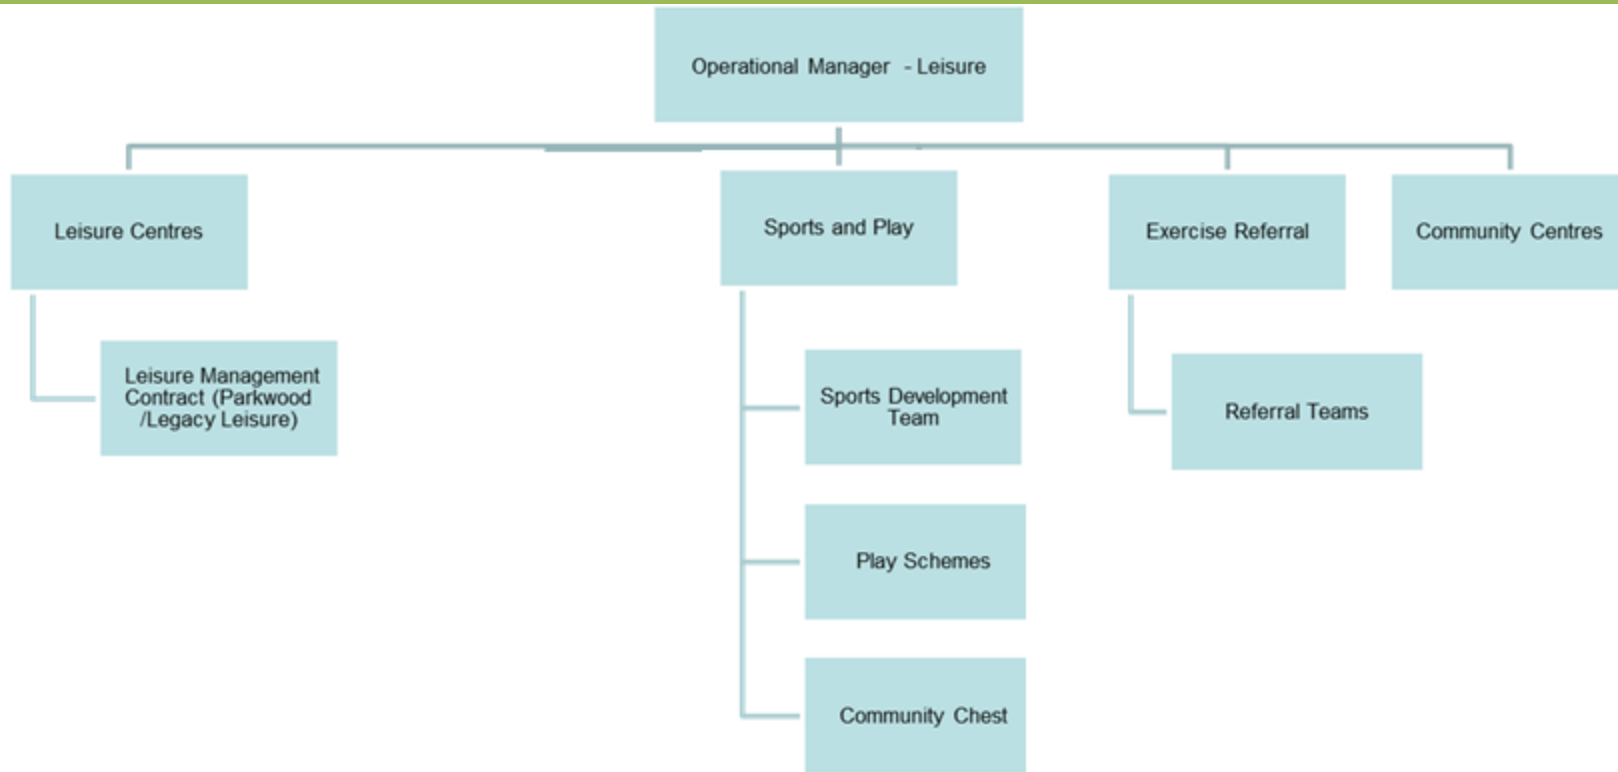 Operational Manager - Leisure
Leisure Centres
Sports and Play
Exercise Referral
Community Centres
Leisure Management
Contract (Parkwood
/Legacy Leisure)
Sports Development
Team
Referral Teams
Play Schemes
Community Chest